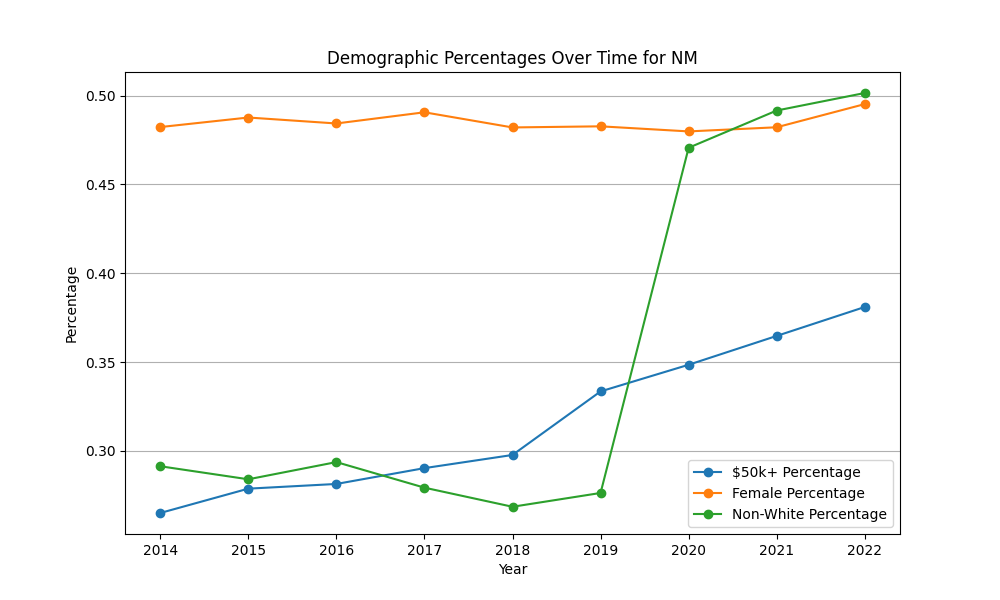 Demographic Percentages Over Time for NM
Percentage
0.50
0.45
0.40
0.35
0.30
$50k+ Percentage
Female Percentage
Non-White Percentage
2014 2015 2016 2017 2018 2019 2020 2021 2022
Year